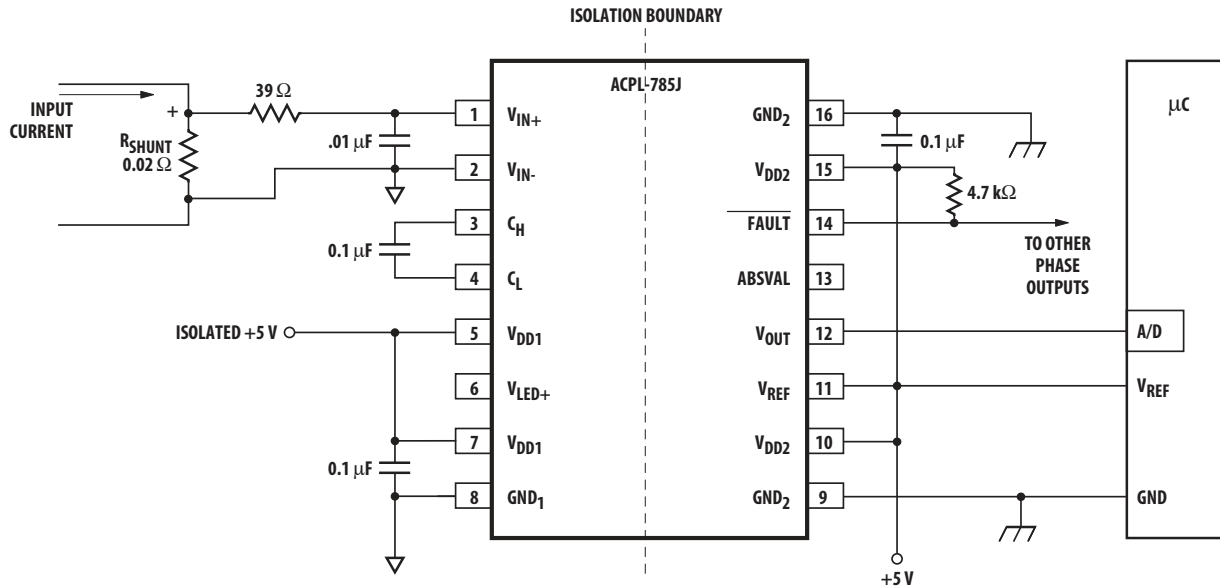 ISOLATION BOUNDARY
ACPL-785J
μC
INPUT
CURRENT
+
39 Ω
R_SHUNT
0.02 Ω
.01 μF
1 V_IN+
2 V_IN-
3 C_H
0.1 μF
4 C_L
ISOLATED +5 V
5 V_DD1
6 V_LED+
7 V_DD1
0.1 μF
8 GND_1
GND_2 16
0.1 μF
V_DD2 15
4.7 kΩ
F̅A̅U̅L̅T̅ 14
TO OTHER
PHASE
OUTPUTS
ABSVAL 13
V_OUT 12
A/D
V_REF 11
V_REF
V_DD2 10
GND_2 9
GND
+5 V